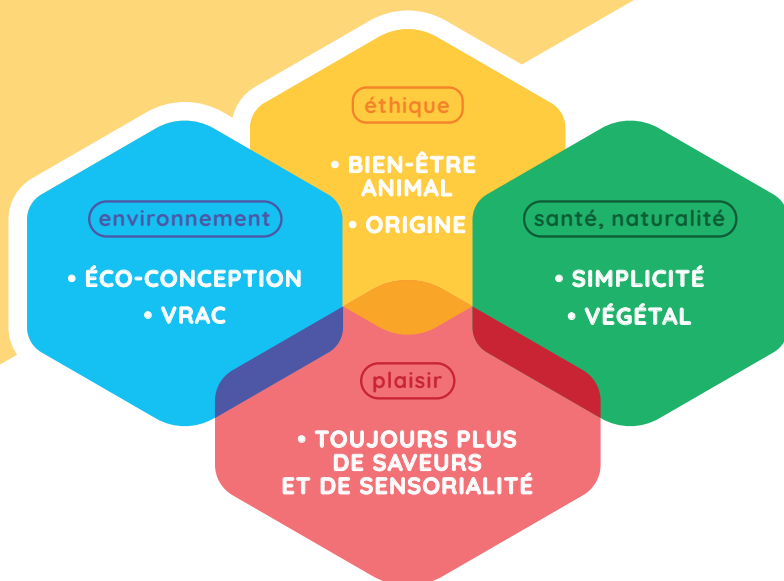 éthique
• BIEN-ÊTRE
ANIMAL
• ORIGINE
environnement
• ÉCO-CONCEPTION
• VRAC
santé, naturalité
• SIMPLICITÉ
• VÉGÉTAL
plaisir
• TOUJOURS PLUS
DE SAVEURS
ET DE SENSORIALITÉ